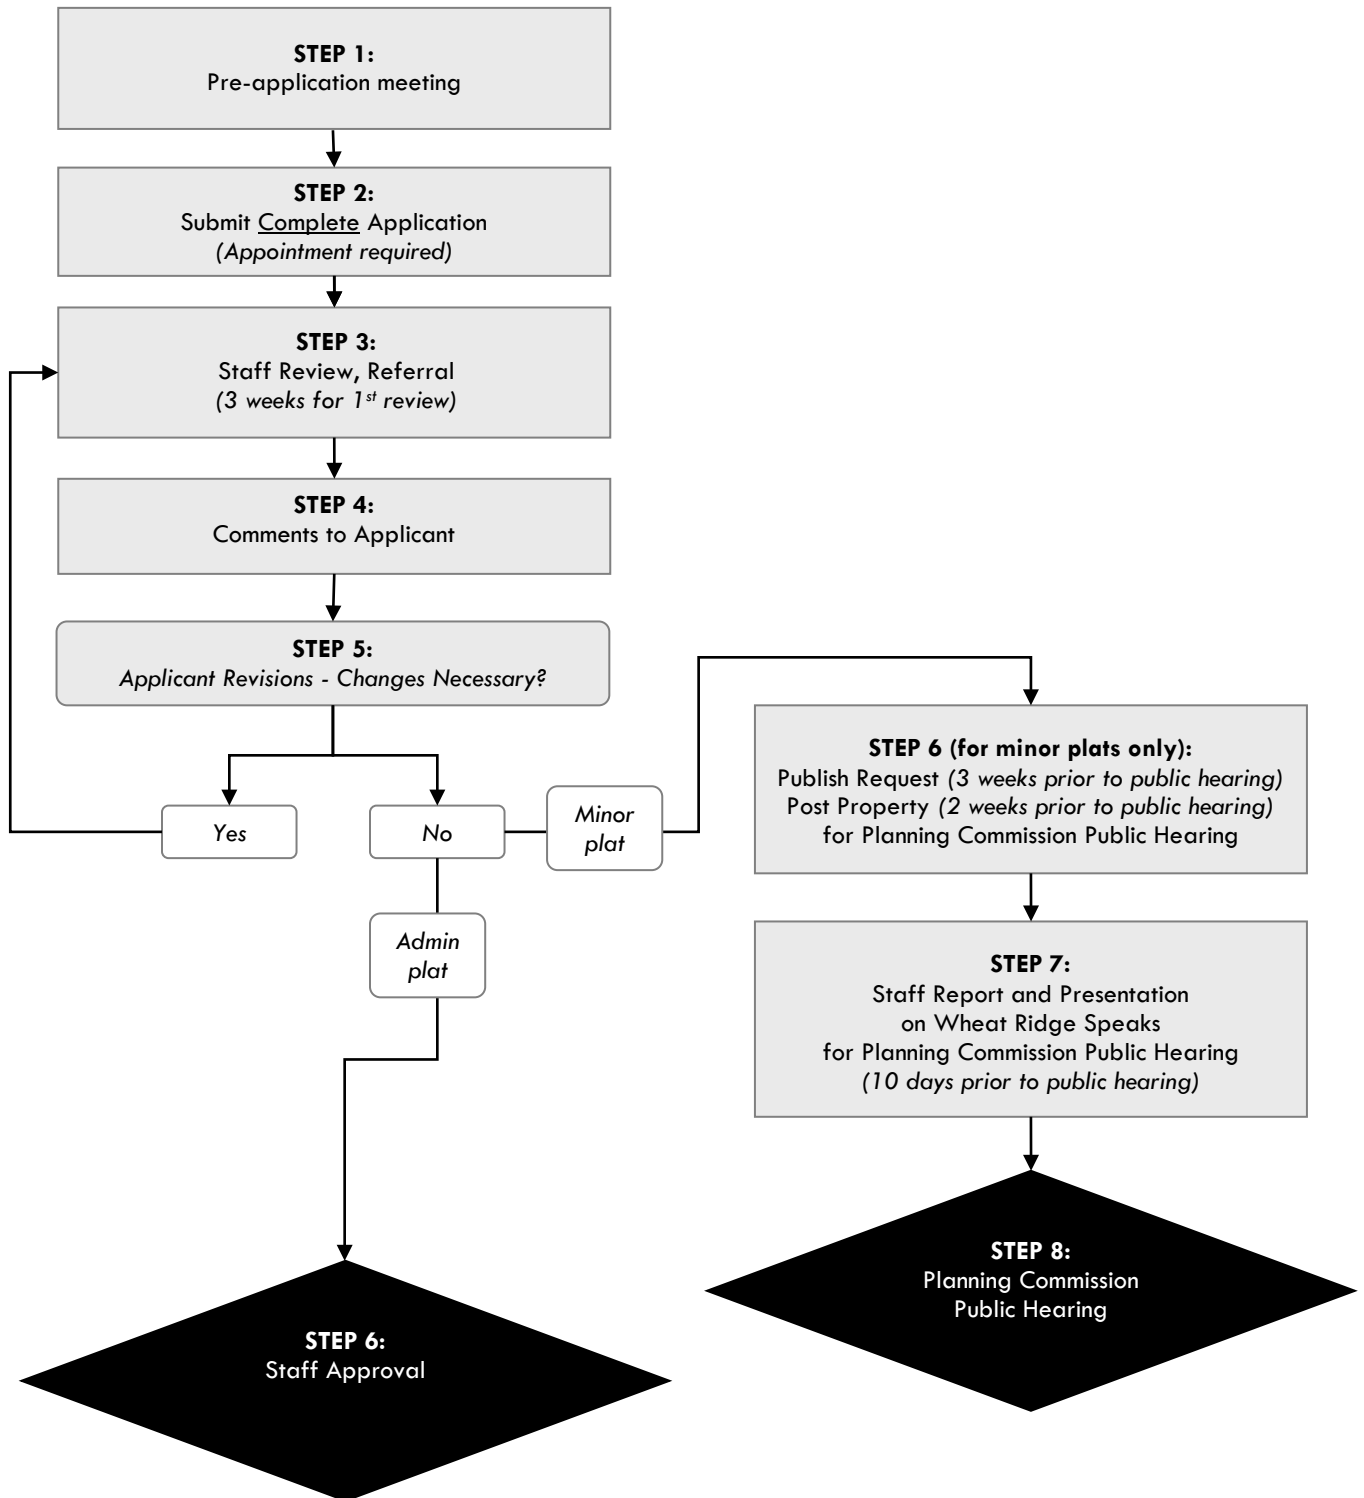 STEP 1:
Pre-application meeting
STEP 2:
Submit Complete Application
(Appointment required)
STEP 3:
Staff Review, Referral
(3 weeks for 1st review)
STEP 4:
Comments to Applicant
STEP 5:
Applicant Revisions - Changes Necessary?
Yes
No
Minor
plat
Admin
plat
STEP 6:
Staff Approval
STEP 6 (for minor plats only):
Publish Request (3 weeks prior to public hearing)
Post Property (2 weeks prior to public hearing)
for Planning Commission Public Hearing
STEP 7:
Staff Report and Presentation
on Wheat Ridge Speaks
for Planning Commission Public Hearing
(10 days prior to public hearing)
STEP 8:
Planning Commission
Public Hearing